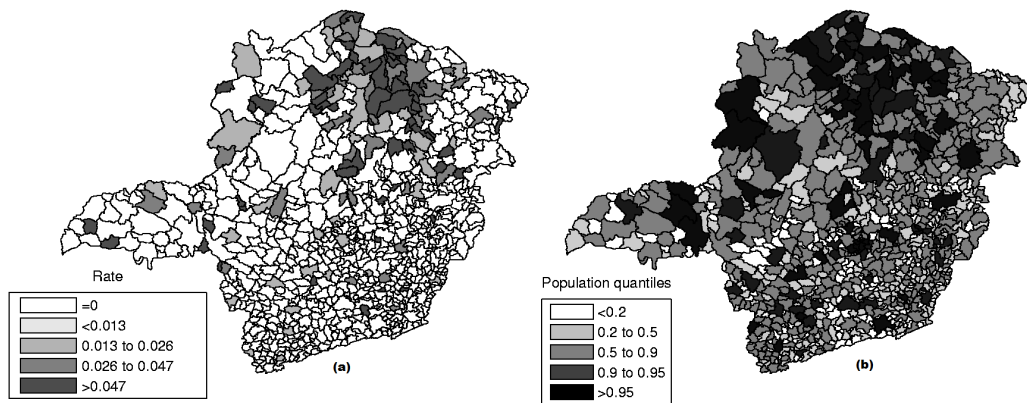 Rate
=0
<0.013
0.013 to 0.026
0.026 to 0.047
>0.047
(a)
Population quantiles
<0.2
0.2 to 0.5
0.5 to 0.9
0.9 to 0.95
>0.95
(b)